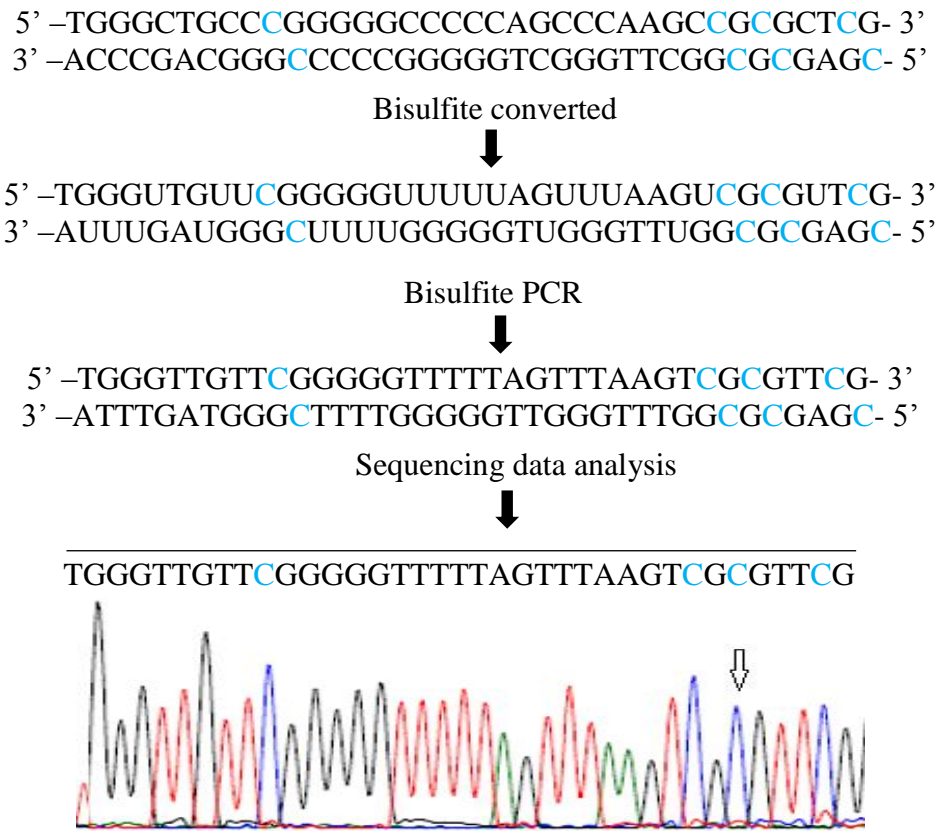 5’ –TGGGCTGCCCGGGGGCCCCCAGCCCAAGCCGCGCTCG- 3’
3’ –ACCCGACGGGCCCCCGGGGGTCGGGTTCGGCGCGAGC- 5’
Bisulfite converted
5’ –TGGGUTGUUCGGGGGUUUUUAGUUUAAGUCGCGUTCG- 3’
3’ –AUUUGAUGGGCUUUUGGGGGTUGGGTTUGGCGCGAGC- 5’
Bisulfite PCR
5’ –TGGGTTGTTCGGGGGTTTTTAGTTTAAGTCGCGTTCG- 3’
3’ –ATTTGATGGGCTTTTGGGGGTTGGGTTTGGCGCGAGC- 5’
Sequencing data analysis
TGGGTTGTTCGGGGGTTTTTAGTTTAAGTCGCGTTCG